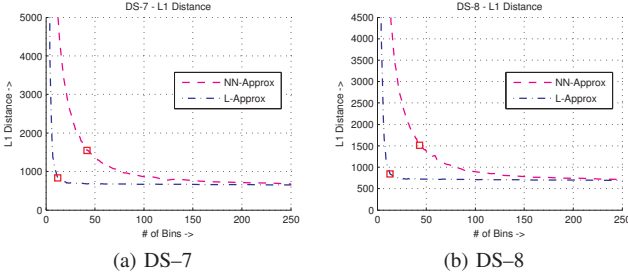 DS-7 - L1 Distance
5000
4000
3000
2000
1000
0
0 50 100 150 200 250
L1 Distance ->
# of Bins ->
NN-Approx
L-Approx
(a) DS–7
DS-8 - L1 Distance
4500
4000
3500
3000
2500
2000
1500
1000
500
0
0 50 100 150 200 250
L1 Distance ->
# of Bins ->
NN-Approx
L-Approx
(b) DS–8